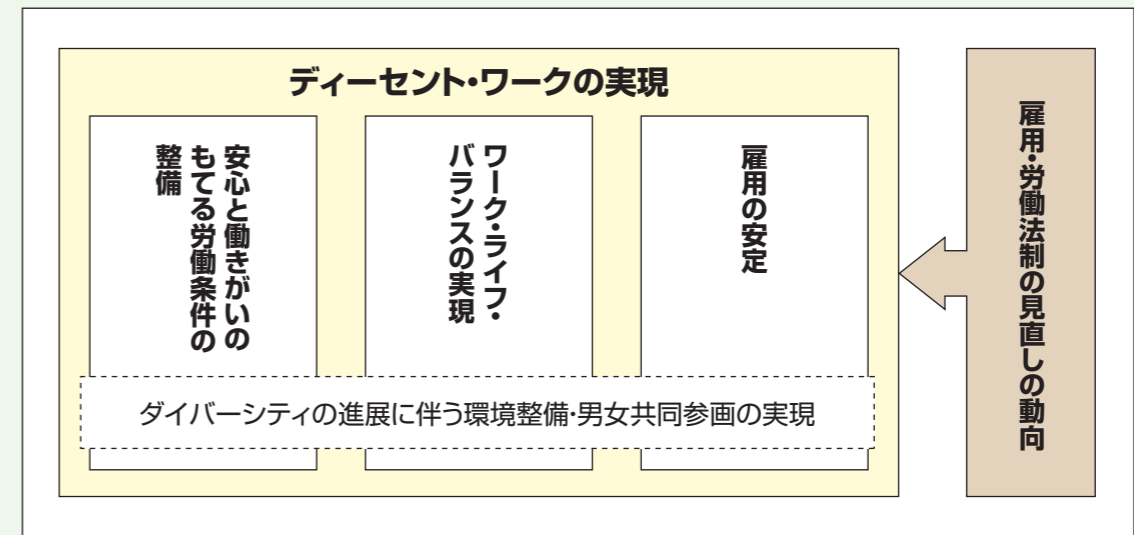 ディーセント・ワークの実現
雇用の安定
ワーク・ライフ・
バランスの実現
安心と働きがいの
もてる労働条件の
整備
ダイバーシティの進展に伴う環境整備・男女共同参画の実現
雇用・労働法制の見直しの動向